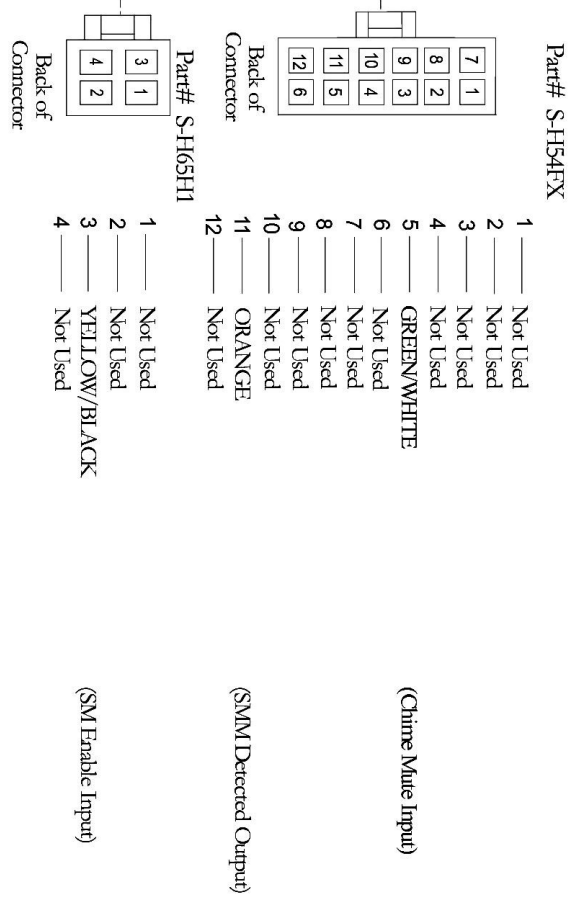 Part# S-H54FX
7 8 9 10 11 12
1 2 3 4 5 6
Back of
Connector
1 Not Used
2 Not Used
3 Not Used
4 Not Used
5 GREEN/WHITE (Chime Mute Input)
6 Not Used
7 Not Used
8 Not Used
9 Not Used
10 Not Used
11 ORANGE (SMM Detected Output)
12 Not Used
Part# S-H65H1
3 4
1 2
Back of
Connector
1 Not Used
2 Not Used
3 YELLOW/BLACK (SM Enable Input)
4 Not Used